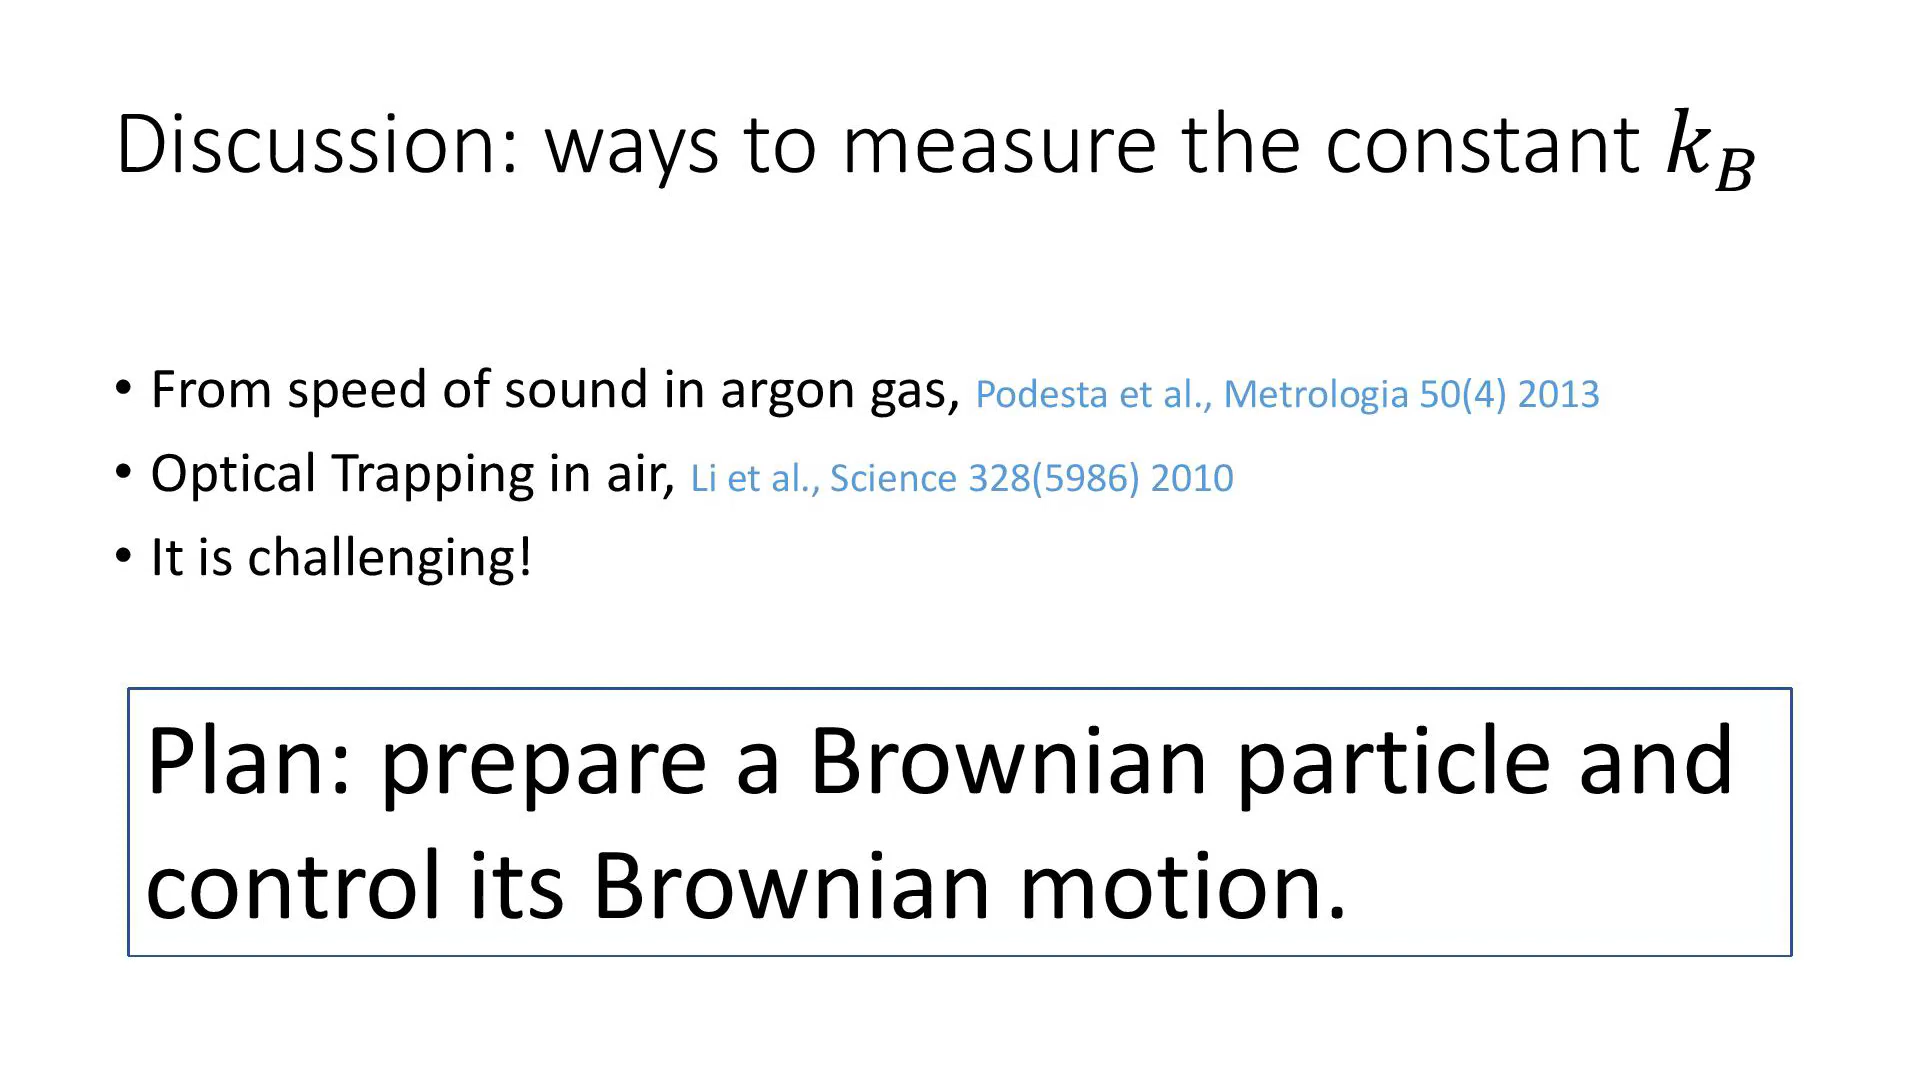 Discussion: ways to measure the constant k_B
• From speed of sound in argon gas, Podesta et al., Metrologia 50(4) 2013
• Optical Trapping in air, Li et al., Science 328(5986) 2010
• It is challenging!
Plan: prepare a Brownian particle and
control its Brownian motion.